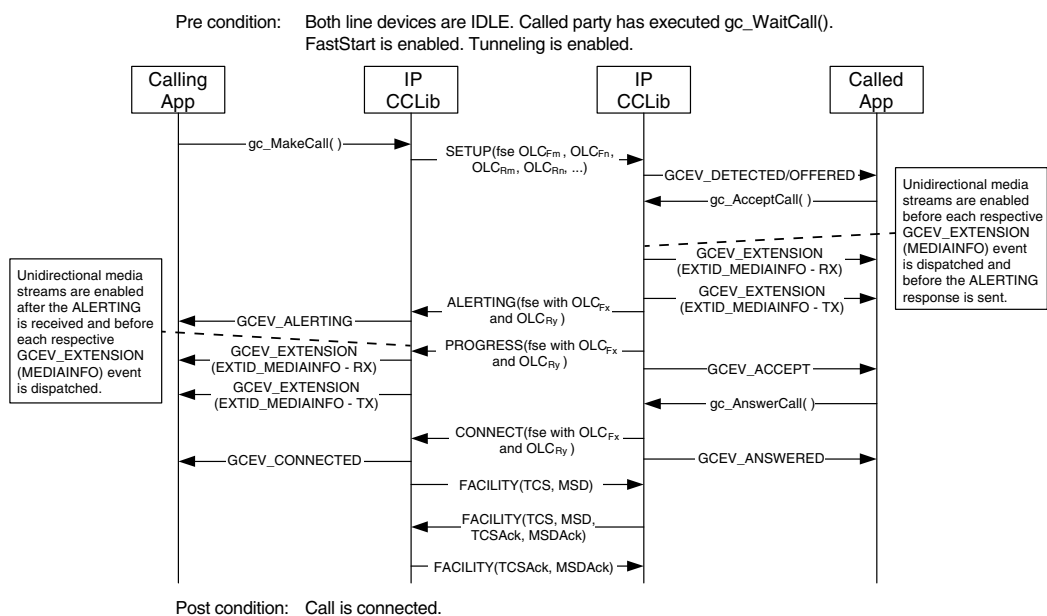 Pre condition: Both line devices are IDLE. Called party has executed gc_WaitCall().
FastStart is enabled. Tunneling is enabled.
Calling
App
IP
CCLib
IP
CCLib
Called
App
gc_MakeCall( )
SETUP(fse OLCFm, OLCFn,
OLCRm, OLCRn, ...)
GCEV_DETECTED/OFFERED
gc_AcceptCall( )
Unidirectional media
streams are enabled
before each respective
GCEV_EXTENSION
(MEDIAINFO) event
is dispatched and
before the ALERTING
response is sent.
GCEV_EXTENSION
(EXTID_MEDIAINFO - RX)
GCEV_EXTENSION
(EXTID_MEDIAINFO - TX)
Unidirectional media
streams are enabled
after the ALERTING
is received and before
each respective
GCEV_EXTENSION
(MEDIAINFO) event
is dispatched.
ALERTING(fse with OLCFx
and OLCRy )
GCEV_ALERTING
PROGRESS(fse with OLCFx
and OLCRy )
GCEV_EXTENSION
(EXTID_MEDIAINFO - RX)
GCEV_ACCEPT
GCEV_EXTENSION
(EXTID_MEDIAINFO - TX)
gc_AnswerCall( )
CONNECT(fse with OLCFx
and OLCRy )
GCEV_CONNECTED
GCEV_ANSWERED
FACILITY(TCS, MSD)
FACILITY(TCS, MSD,
TCSAck, MSDAck)
FACILITY(TCSAck, MSDAck)
Post condition: Call is connected.